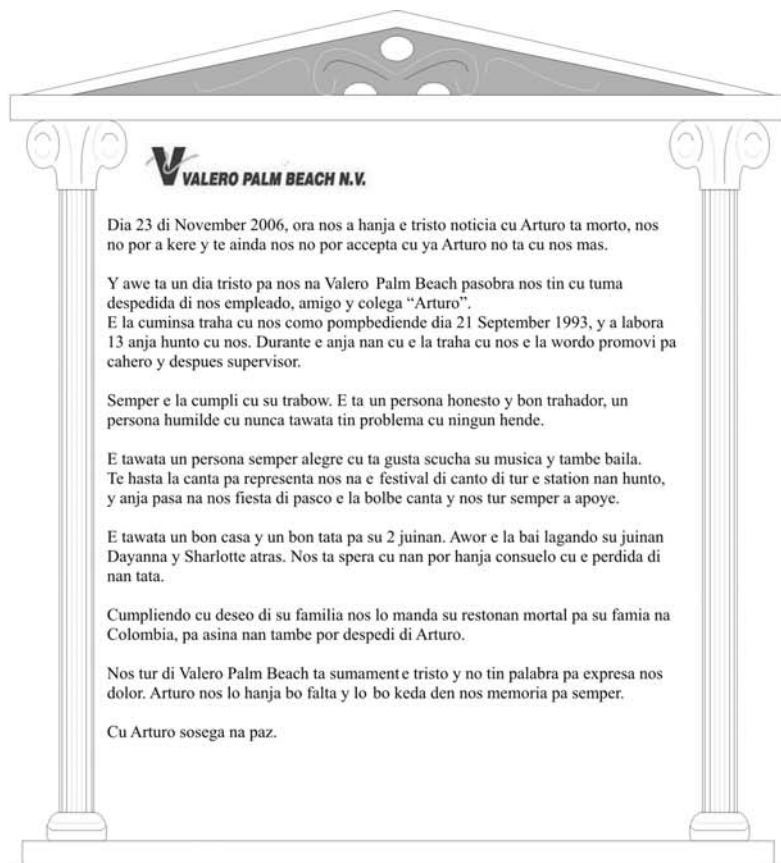 VALERO PALM BEACH N.V.
Dia 23 di November 2006, ora nos a hanja e tristo noticia cu Arturo ta morto, nos
no por a kere y te ainda nos no por accepta cu ya Arturo no ta cu nos mas.
Y awe ta un dia tristo pa nos na Valero Palm Beach pasobra nos tin cu tuma
despedida di nos empleado, amigo y colega “Arturo”.
E la cuminsa traha cu nos como pompbediende dia 21 September 1993, y a labora
13 anja hunto cu nos. Durante e anja nan cu e la traha cu nos e la wordo promovi pa
cahero y despues supervisor.
Semper e la cumpli cu su trabow. E ta un persona honesto y bon trahador, un
persona humilde cu nunca tawata tin problema cu ningun hende.
E tawata un persona semper alegre cu ta gusta scucha su musica y tambe baila.
Te hasta la canta pa representa nos na e festival di canto di tur e station nan hunto,
y anja pasa na nos fiesta di pasco e la bolbe canta y nos tur semper a apoye.
E tawata un bon casa y un bon tata pa su 2 juinan. Awor e la bai lagando su juinan
Dayanna y Sharlotte atras. Nos ta spera cu nan por hanja consuelo cu e perdida di
nan tata.
Cumpliendo cu deseo di su familia nos lo manda su restonan mortal pa su famia na
Colombia, pa asina nan tambe por despedi di Arturo.
Nos tur di Valero Palm Beach ta sumamente tristo y no tin palabra pa expresa nos
dolor. Arturo nos lo hanja bo falta y lo bo keda den nos memoria pa semper.
Cu Arturo sosega na paz.